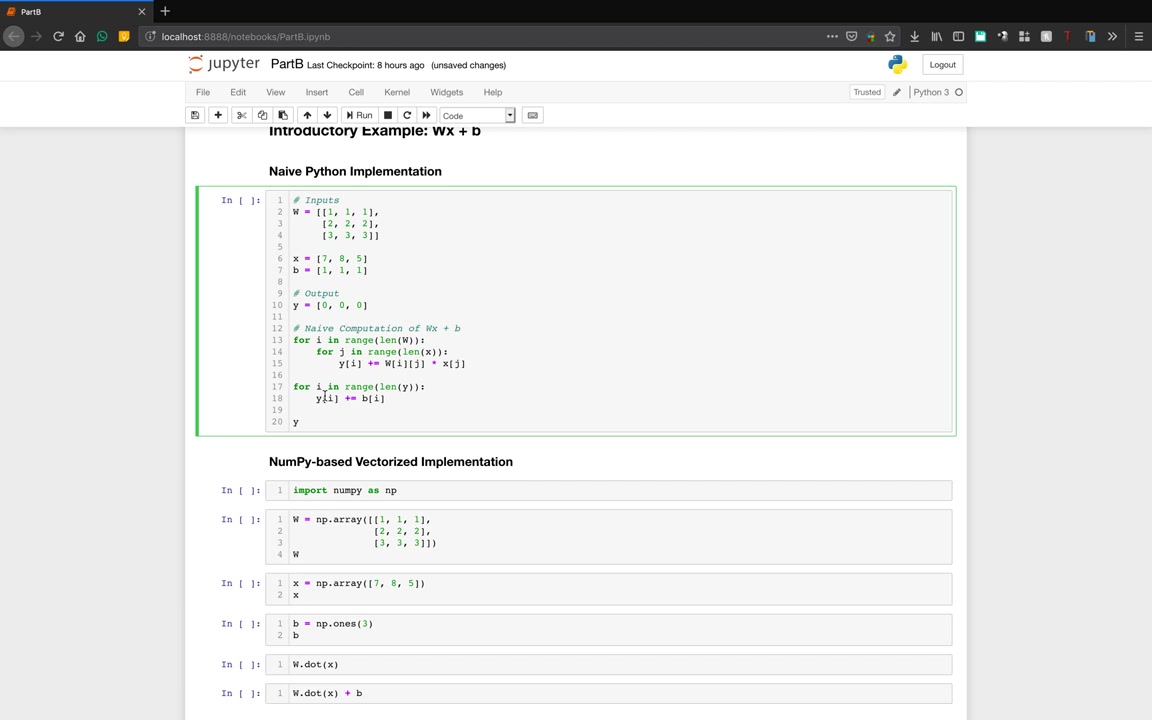 PartB
localhost:8888/notebooks/PartB.ipynb
jupyter PartB Last Checkpoint: 8 hours ago (unsaved changes)
Logout
File Edit View Insert Cell Kernel Widgets Help
Trusted Python 3
Run Code
Introductory Example: Wx + b
Naive Python Implementation
In [ ]:
1 # Inputs
2 W = [[1, 1, 1],
3 [2, 2, 2],
4 [3, 3, 3]]
5
6 x = [7, 8, 5]
7 b = [1, 1, 1]
8
9 # Output
10 y = [0, 0, 0]
11
12 # Naive Computation of Wx + b
13 for i in range(len(W)):
14 for j in range(len(x)):
15 y[i] += W[i][j] * x[j]
16
17 for i in range(len(y)):
18 y[i] += b[i]
19
20 y
NumPy-based Vectorized Implementation
In [ ]: 1 import numpy as np
In [ ]: 1 W = np.array([[1, 1, 1],
2 [2, 2, 2],
3 [3, 3, 3]])
4 W
In [ ]: 1 x = np.array([7, 8, 5])
2 x
In [ ]: 1 b = np.ones(3)
2 b
In [ ]: 1 W.dot(x)
In [ ]: 1 W.dot(x) + b